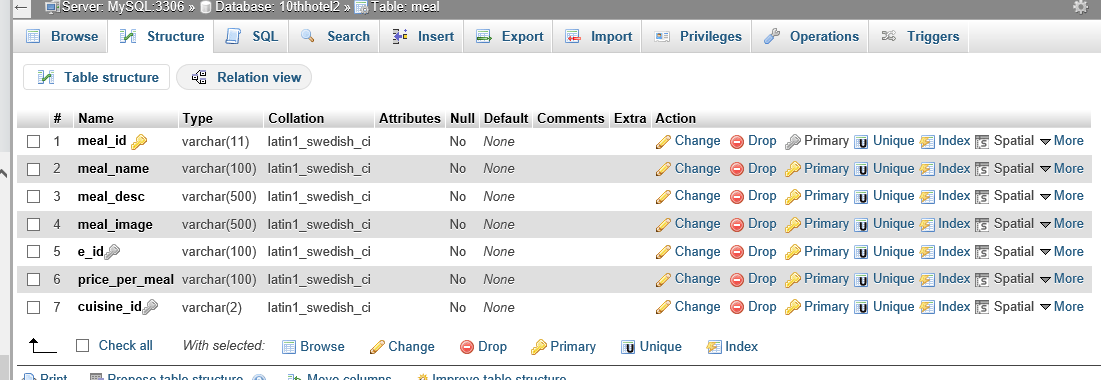 Server: MySQL:3306 » Database: 10thhotel2 » Table: meal
Browse Structure SQL Search Insert Export Import Privileges Operations Triggers
Table structure Relation view
# Name Type Collation Attributes Null Default Comments Extra Action
1 meal_id varchar(11) latin1_swedish_ci No None Change Drop Primary Unique Index Spatial More
2 meal_name varchar(100) latin1_swedish_ci No None Change Drop Primary Unique Index Spatial More
3 meal_desc varchar(500) latin1_swedish_ci No None Change Drop Primary Unique Index Spatial More
4 meal_image varchar(500) latin1_swedish_ci No None Change Drop Primary Unique Index Spatial More
5 e_id varchar(100) latin1_swedish_ci No None Change Drop Primary Unique Index Spatial More
6 price_per_meal varchar(100) latin1_swedish_ci No None Change Drop Primary Unique Index Spatial More
7 cuisine_id varchar(2) latin1_swedish_ci No None Change Drop Primary Unique Index Spatial More
Check all With selected: Browse Change Drop Primary Unique Index
Print Propose table structure Move columns Improve table structure